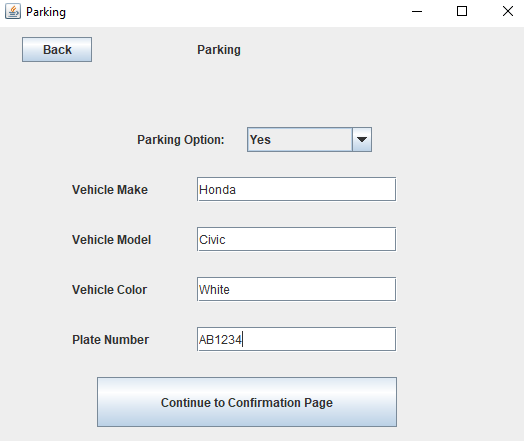 Parking
Back Parking
Parking Option: Yes
Vehicle Make Honda
Vehicle Model Civic
Vehicle Color White
Plate Number AB1234
Continue to Confirmation Page